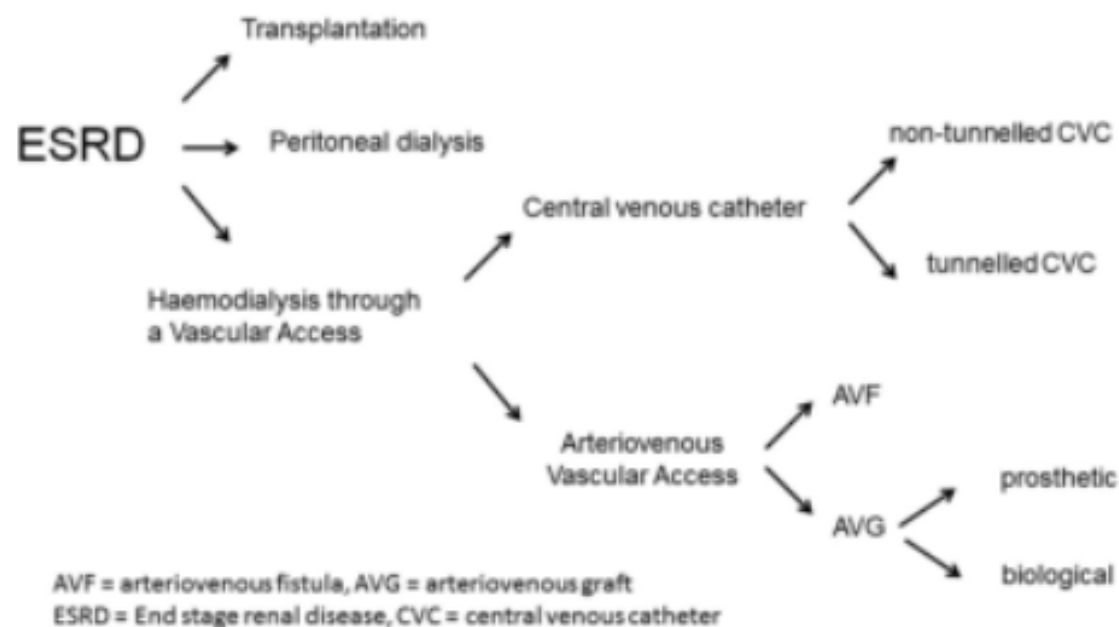 Transplantation
ESRD
Peritoneal dialysis
non-tunnelled CVC
Central venous catheter
tunnelled CVC
Haemodialysis through
a Vascular Access
AVF
Arteriovenous
Vascular Access
prosthetic
AVG
biological
AVF = arteriovenous fistula, AVG = arteriovenous graft
ESRD = End stage renal disease, CVC = central venous catheter